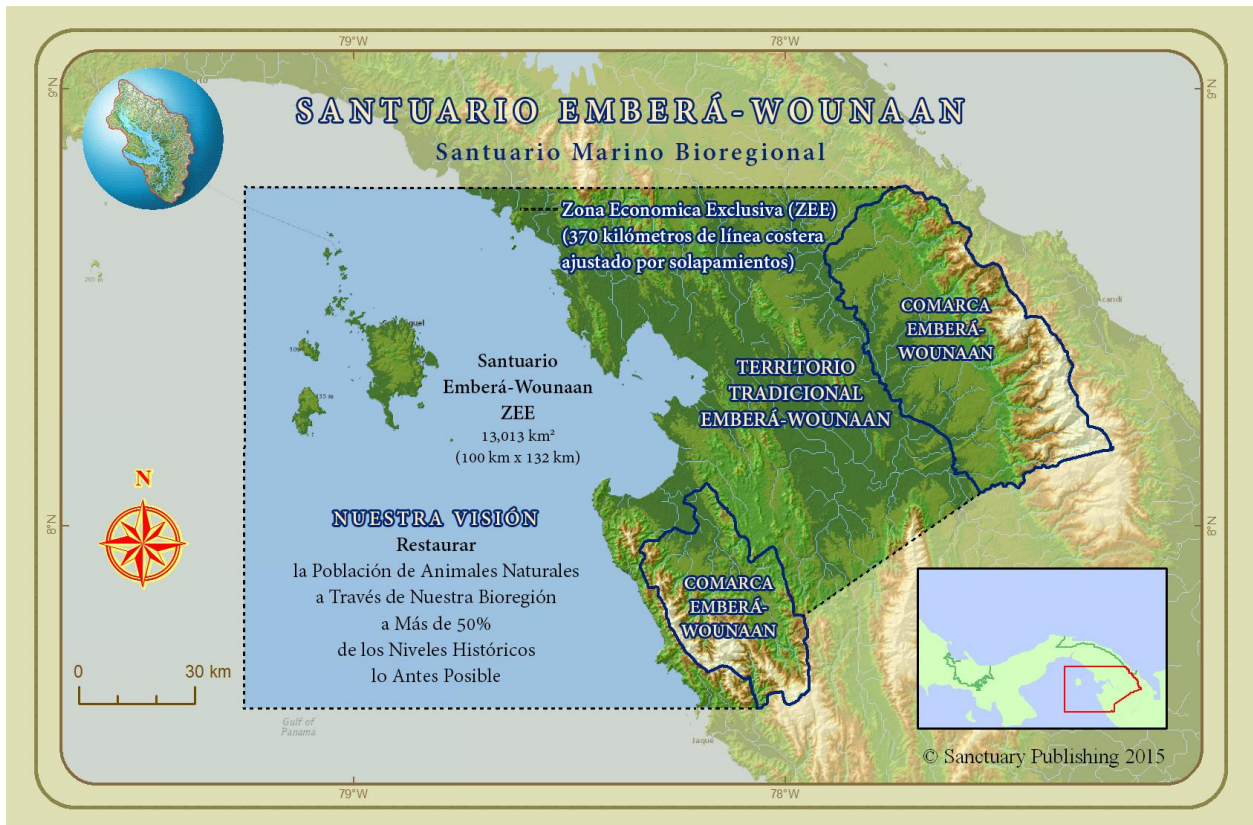 79°W
78°W
9°N
9°N
SANTUARIO EMBERÁ-WOUNAAN
Santuario Marino Bioregional
Zona Economica Exclusiva (ZEE)
(370 kilómetros de línea costera
ajustado por solapamientos)
COMARCA
EMBERÁ-
WOUNAAN
Santuario
Emberá-Wounaan
ZEE
13,013 km²
(100 km x 132 km)
TERRITORIO
TRADICIONAL
EMBERÁ-WOUNAAN
N
8°N
8°N
NUESTRA VISIÓN
Restaurar
la Población de Animales Naturales
a Través de Nuestra Bioregión
a Más de 50%
de los Niveles Históricos
lo Antes Posible
COMARCA
EMBERÁ-
WOUNAAN
0 30 km
Gulf of
Panama
Jaqué
© Sanctuary Publishing 2015
79°W
78°W